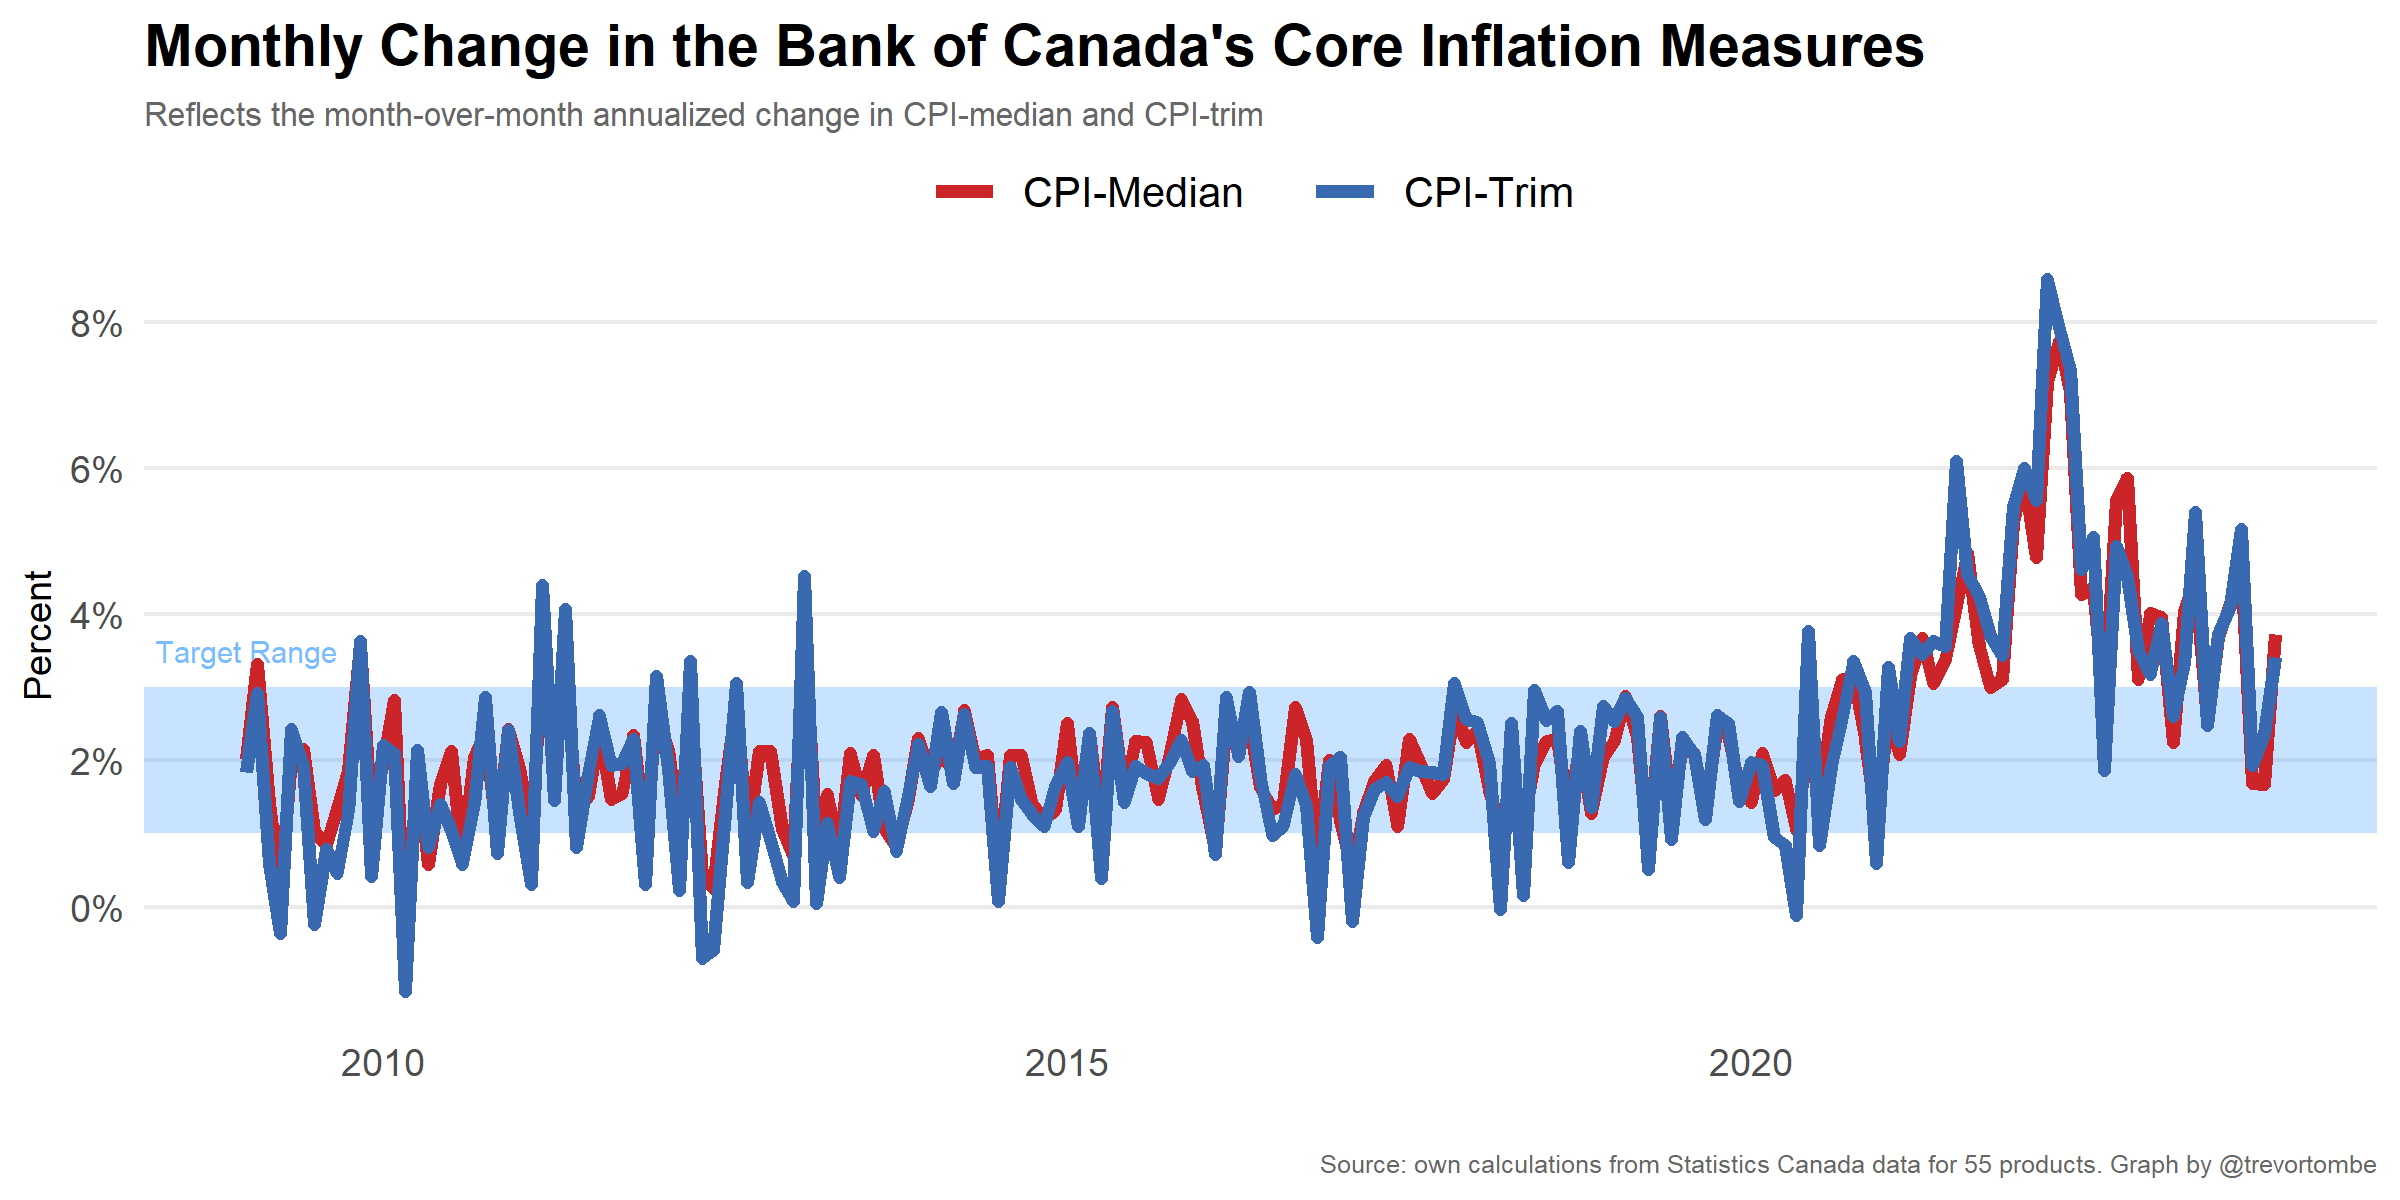 Monthly Change in the Bank of Canada's Core Inflation Measures
Reflects the month-over-month annualized change in CPI-median and CPI-trim
CPI-Median CPI-Trim
8%
6%
4%
Target Range
2%
0%
Percent
2010 2015 2020
Source: own calculations from Statistics Canada data for 55 products. Graph by @trevortombe